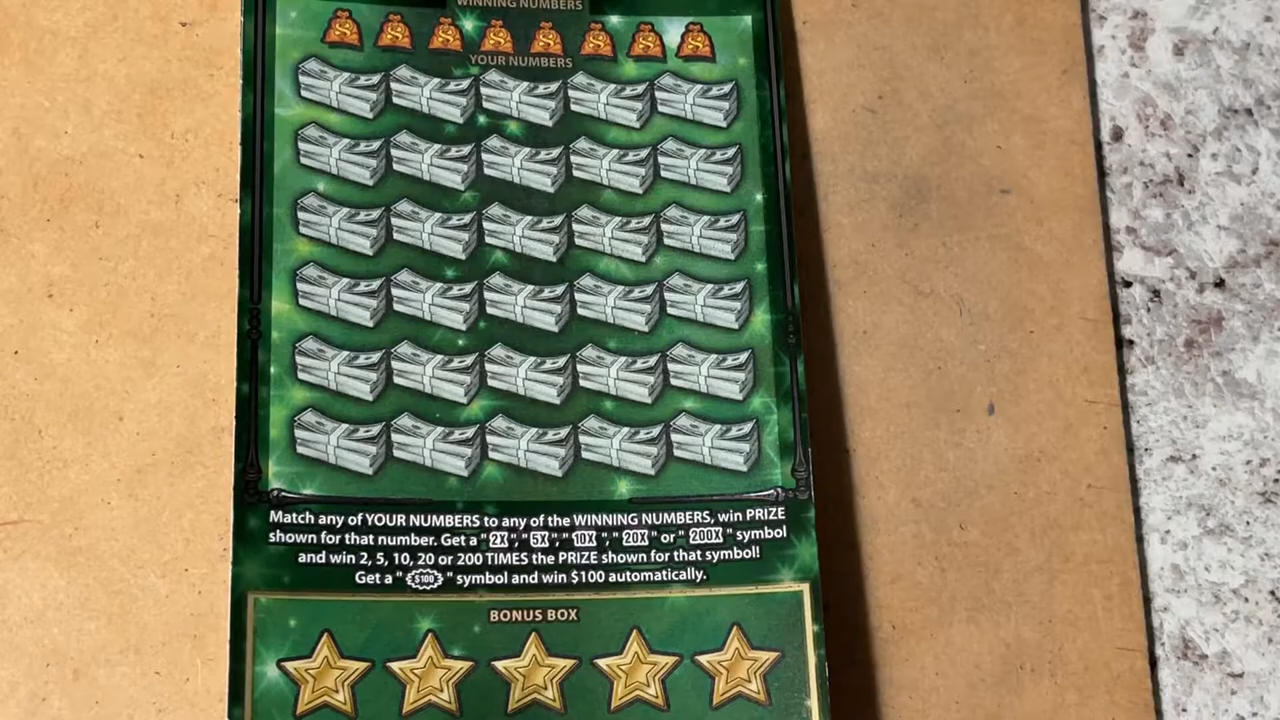 WINNING NUMBERS
YOUR NUMBERS
Match any of YOUR NUMBERS to any of the WINNING NUMBERS, win PRIZE
shown for that number. Get a "2X", "5X", "10X", "20X" or "200X" symbol
and win 2, 5, 10, 20 or 200 TIMES the PRIZE shown for that symbol!
Get a "$100" symbol and win $100 automatically.
BONUS BOX